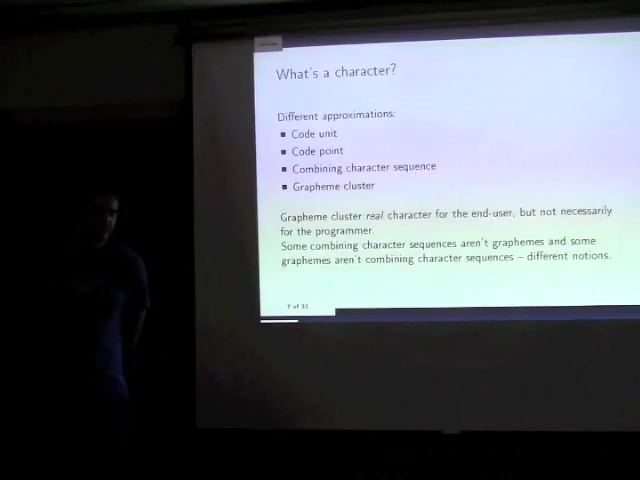 What's a character?
Different approximations:
Code unit
Code point
Combining character sequence
Grapheme cluster
Grapheme cluster real character for the end-user, but not necessarily
for the programmer.
Some combining character sequences aren't graphemes and some
graphemes aren't combining character sequences – different notions.
7 of 33